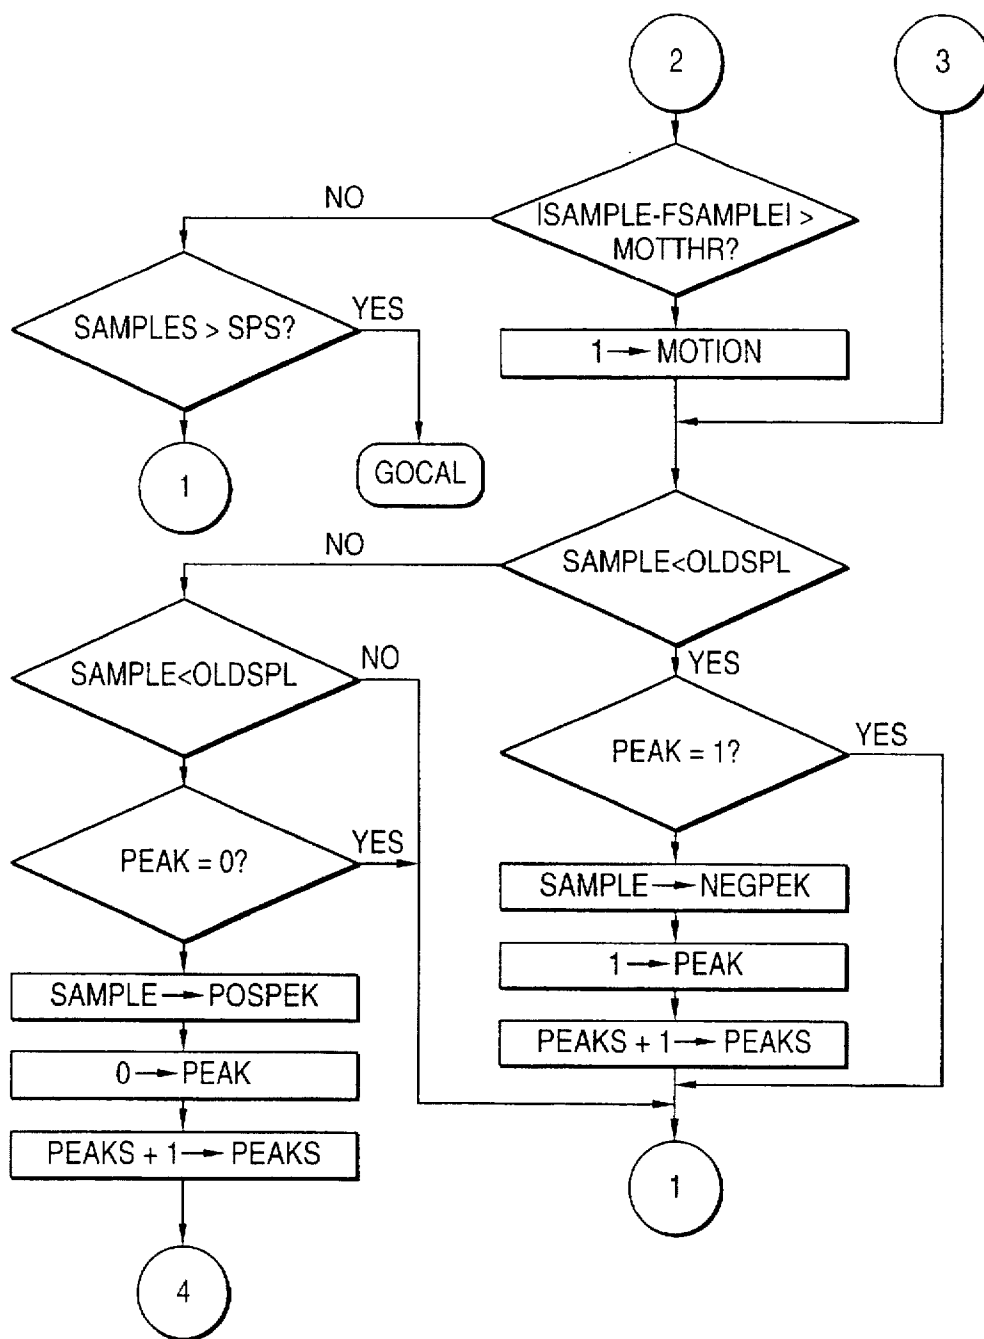 2
3
NO
|SAMPLE-FSAMPLE| >
MOTTHR?
SAMPLES > SPS?
YES
1→MOTION
1
GOCAL
NO
SAMPLE<OLDSPL
SAMPLE<OLDSPL
NO
YES
PEAK = 1?
YES
PEAK = 0?
YES
SAMPLE→NEGPEK
1→PEAK
SAMPLE→POSPEK
PEAKS + 1→PEAKS
0→PEAK
PEAKS + 1→PEAKS
1
4